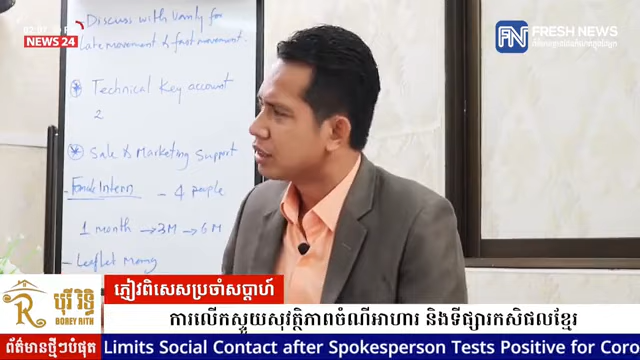 02:01
NEWS 24
FRESH NEWS
Discuss with Vanly for
Late movement & fast movement.
Technical Key account
2
Sale & Marketing Support
- Female Intern - 4 people
1 month → 3M → 6M
- Leaflet
ភ្ញៀវពិសេសប្រចាំសប្ដាហ៍
បុរី រិទ្ធី
BOREY RITH
ការលើកស្ទួយសុវត្ថិភាពចំណីអាហារ និងទីផ្សារកសិផលខ្មែរ
ព័ត៌មានថ្មីៗបំផុត
Limits Social Contact after Spokesperson Tests Positive for Coro